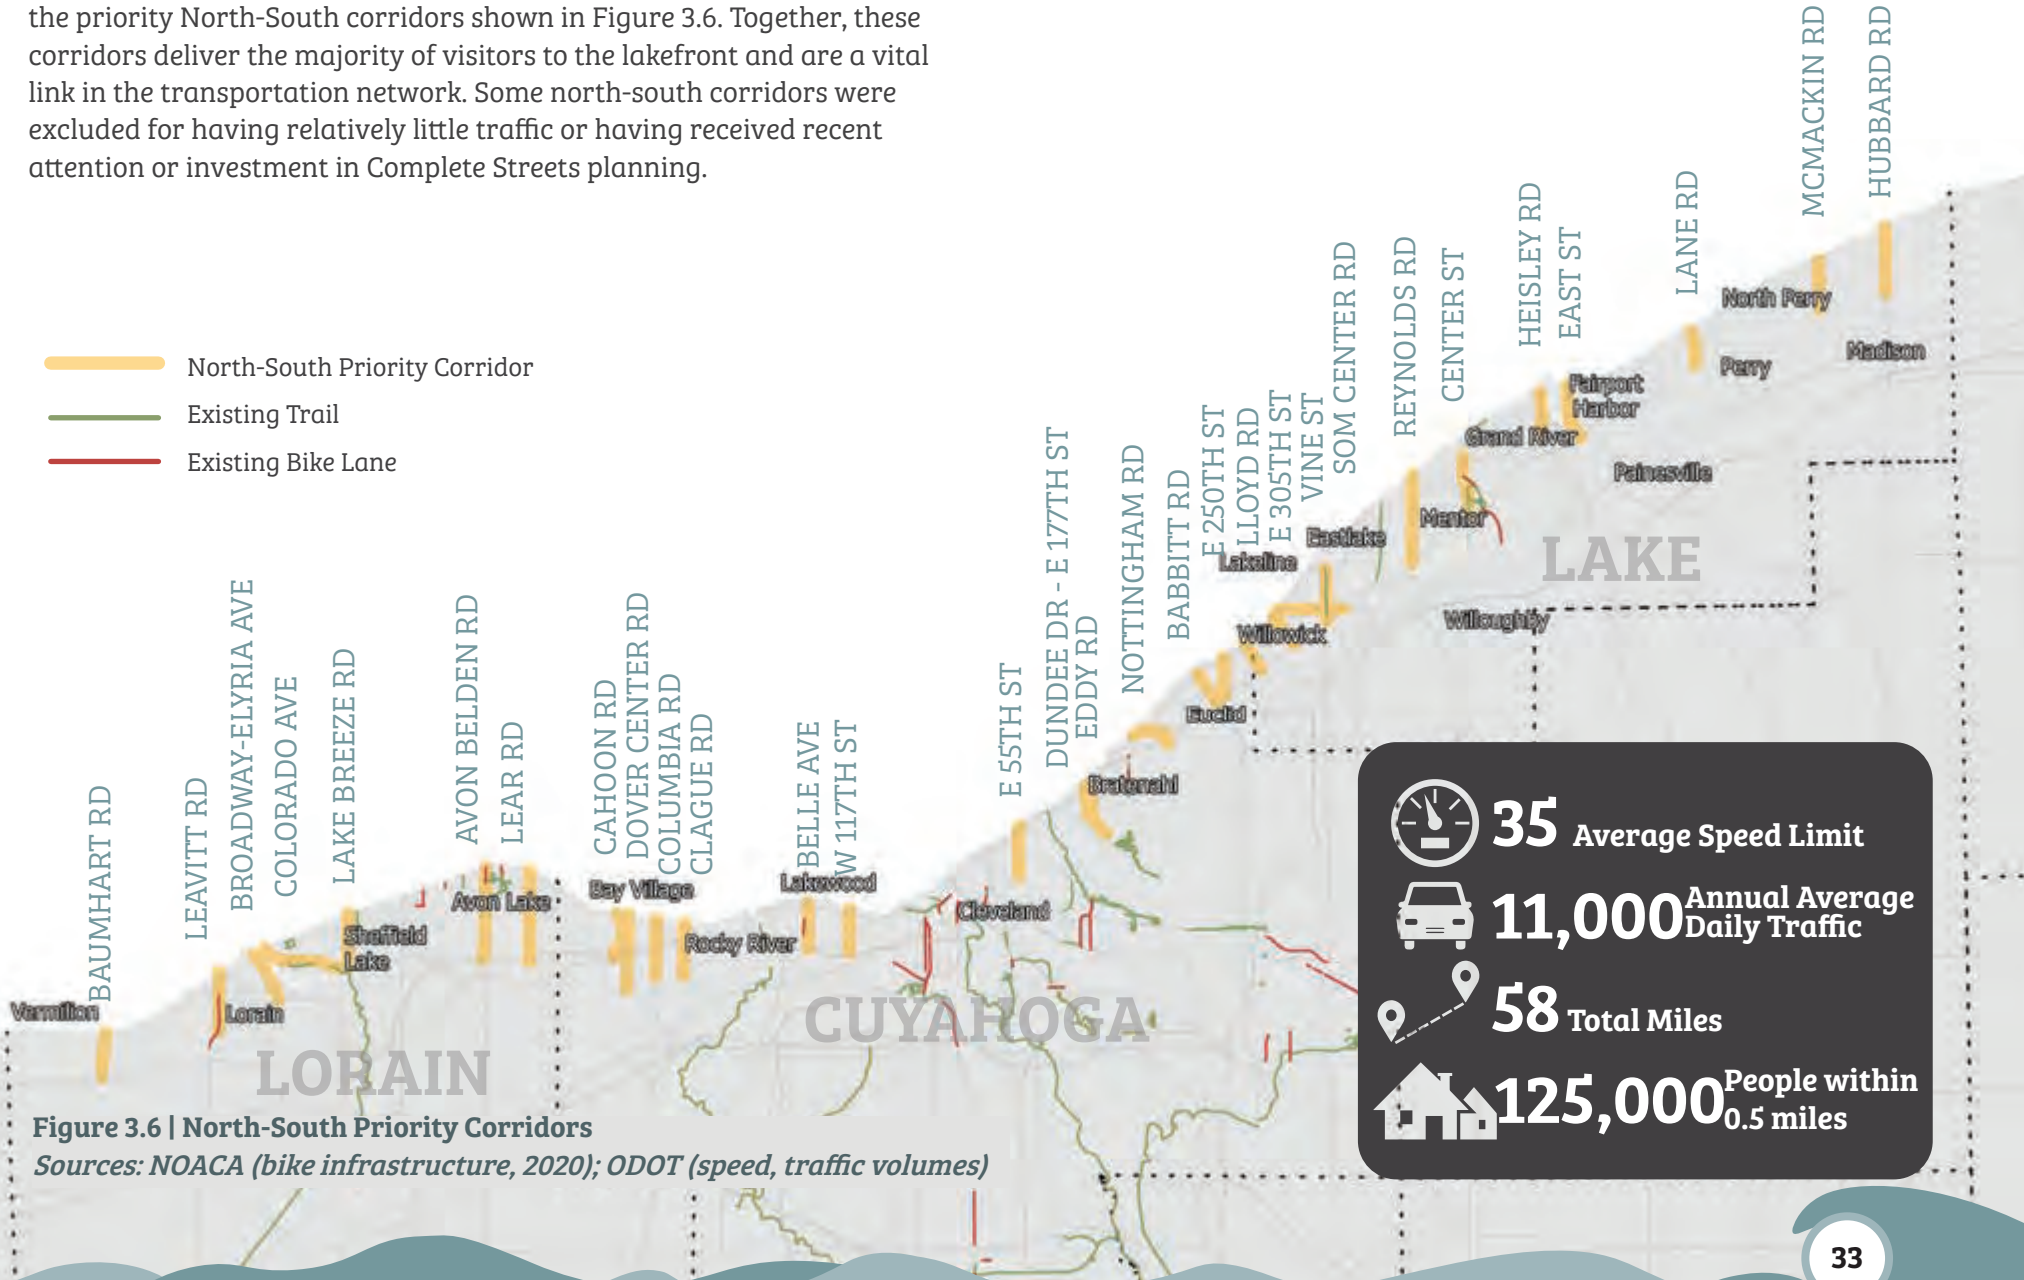 the priority North-South corridors shown in Figure 3.6. Together, these
corridors deliver the majority of visitors to the lakefront and are a vital
link in the transportation network. Some north-south corridors were
excluded for having relatively little traffic or having received recent
attention or investment in Complete Streets planning.
North-South Priority Corridor
Existing Trail
Existing Bike Lane
BAUMHART RD
LEAVITT RD
BROADWAY-ELYRIA AVE
COLORADO AVE
LAKE BREEZE RD
AVON BELDEN RD
LEAR RD
CAHOON RD
DOVER CENTER RD
COLUMBIA RD
CLAGUE RD
BELLE AVE
W 117TH ST
E 55TH ST
DUNDEE DR - E 177TH ST
EDDY RD
NOTTINGHAM RD
BABBITT RD
E 250TH ST
LLOYD RD
E 305TH ST
VINE ST
SOM CENTER RD
REYNOLDS RD
CENTER ST
HEISLEY RD
EAST ST
LANE RD
MCMACKIN RD
HUBBARD RD
Vermilion
Lorain
Sheffield
Lake
Avon Lake
Bay Village
Rocky River
Lakewood
Cleveland
Bratenahl
Euclid
Willowick
Lakeline
Eastlake
Willoughby
Mentor
Grand River
Fairport
Harbor
Painesville
Perry
North Perry
Madison
LORAIN
CUYAHOGA
LAKE
35 Average Speed Limit
11,000 Annual Average
Daily Traffic
58 Total Miles
125,000 People within
0.5 miles
Figure 3.6 | North-South Priority Corridors
Sources: NOACA (bike infrastructure, 2020); ODOT (speed, traffic volumes)
33